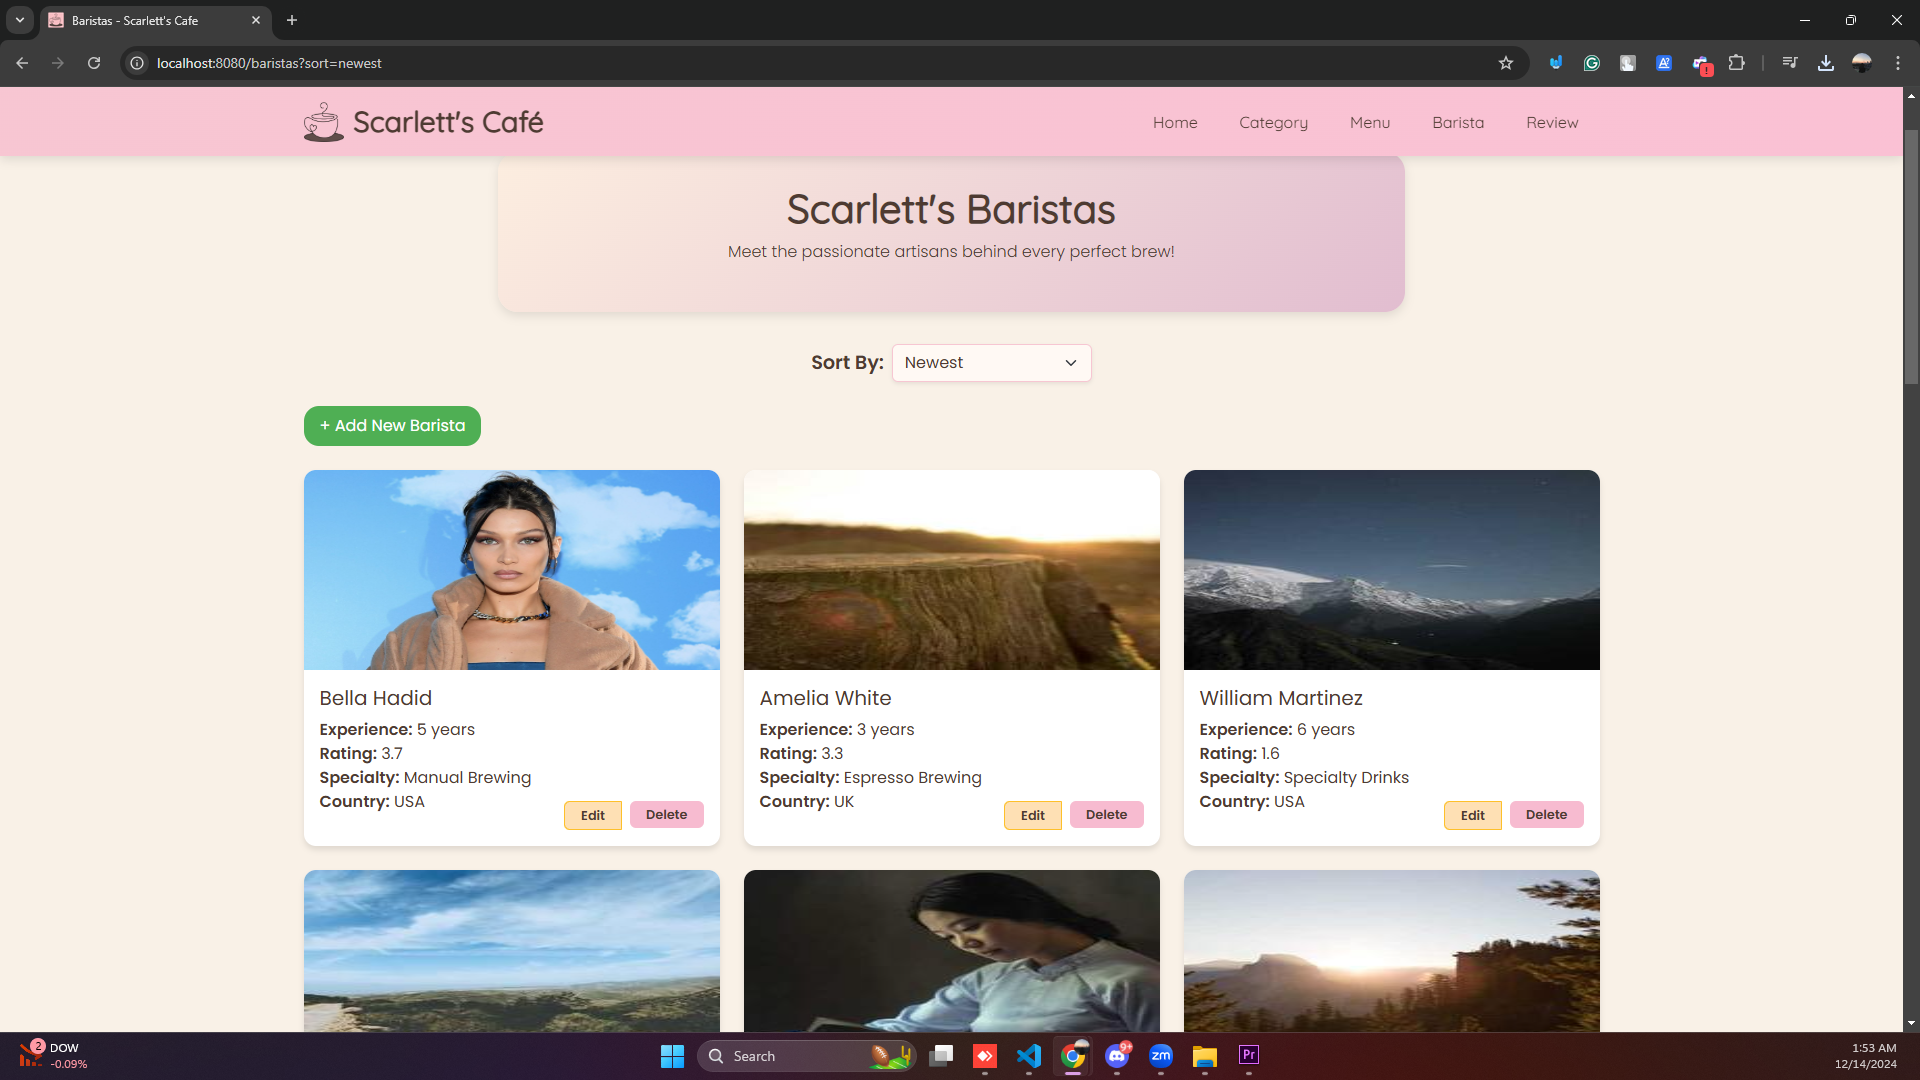 Baristas - Scarlett's Cafe
localhost:8080/baristas?sort=newest
Scarlett's Café
Home
Category
Menu
Barista
Review
Scarlett's Baristas
Meet the passionate artisans behind every perfect brew!
Sort By:
Newest
+ Add New Barista
Bella Hadid
Experience: 5 years
Rating: 3.7
Specialty: Manual Brewing
Country: USA
Edit
Delete
Amelia White
Experience: 3 years
Rating: 3.3
Specialty: Espresso Brewing
Country: UK
Edit
Delete
William Martinez
Experience: 6 years
Rating: 1.6
Specialty: Specialty Drinks
Country: USA
Edit
Delete
2
DOW
-0.09%
Search
9+
zm
Pr
1:53 AM
12/14/2024